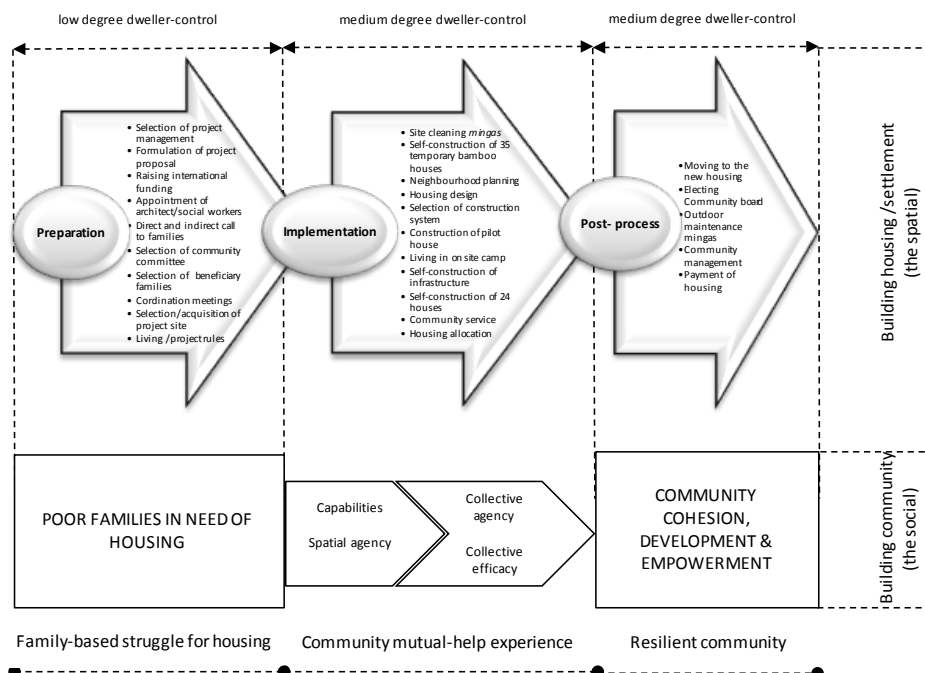 low degree dweller-control
medium degree dweller-control
medium degree dweller-control
Preparation
• Selection of project
management
• Formulation of project
proposal
• Raising international
funding
• Appointment of
architect/social workers
• Direct and indirect call
to families
• Selection of community
committee
• Selection of beneficiary
families
• Cordination meetings
• Selection/acquisition of
project site
• Living /project rules
Implementation
• Site cleaning mingas
• Self-construction of 35
temporary bamboo
houses
• Neighbourhood planning
• Housing design
• Selection of construction
system
• Construction of pilot
house
• Living in on site camp
• Self-construction of
infrastructure
• Self-construction of 24
houses
• Community service
• Housing allocation
Post- process
•Moving to the
new housing
•Electing
Community board
•Outdoor
maintenance
mingas
•Community
management
•Payment of
housing
Building housing /settlement
(the spatial)
POOR FAMILIES IN NEED OF
HOUSING
Capabilities
Spatial agency
Collective
agency
Collective
efficacy
COMMUNITY
COHESION,
DEVELOPMENT &
EMPOWERMENT
Building community
(the social)
Family-based struggle for housing
Community mutual-help experience
Resilient community